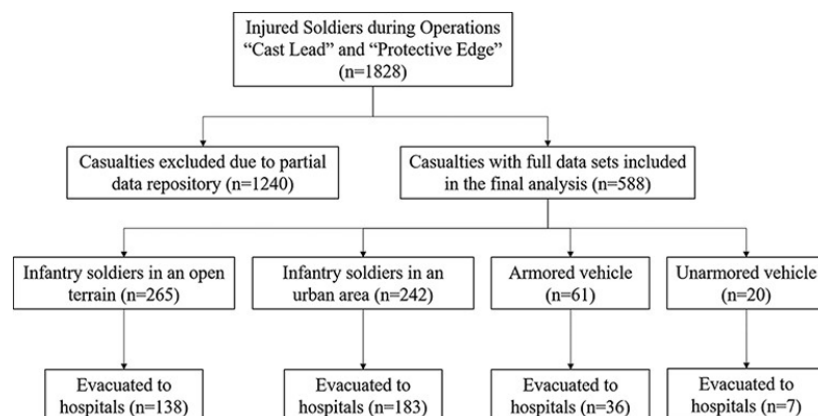 Injured Soldiers during Operations
“Cast Lead” and “Protective Edge”
(n=1828)
Casualties excluded due to partial
data repository (n=1240)
Casualties with full data sets included
in the final analysis (n=588)
Infantry soldiers in an open
terrain (n=265)
Infantry soldiers in an
urban area (n=242)
Armored vehicle
(n=61)
Unarmored vehicle
(n=20)
Evacuated to
hospitals (n=138)
Evacuated to
hospitals (n=183)
Evacuated to
hospitals (n=36)
Evacuated to
hospitals (n=7)